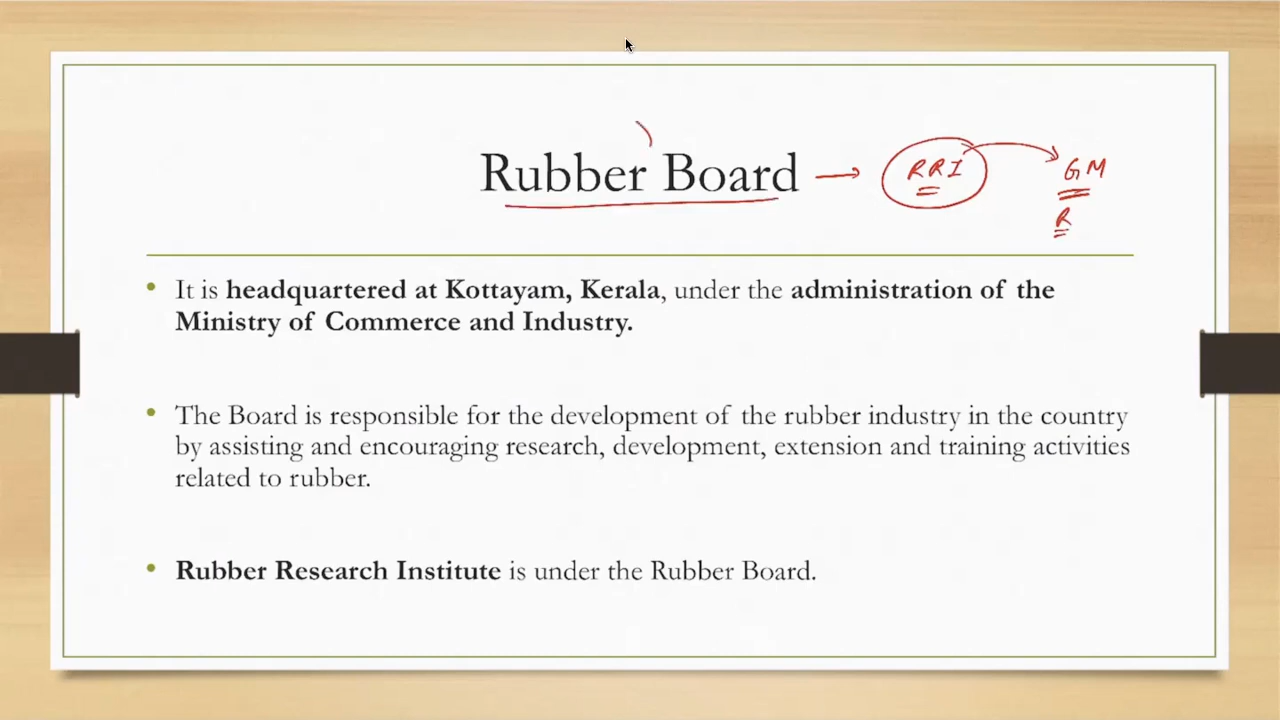 Rubber Board → RRI → GM
R
• It is headquartered at Kottayam, Kerala, under the administration of the
Ministry of Commerce and Industry.
• The Board is responsible for the development of the rubber industry in the country
by assisting and encouraging research, development, extension and training activities
related to rubber.
• Rubber Research Institute is under the Rubber Board.